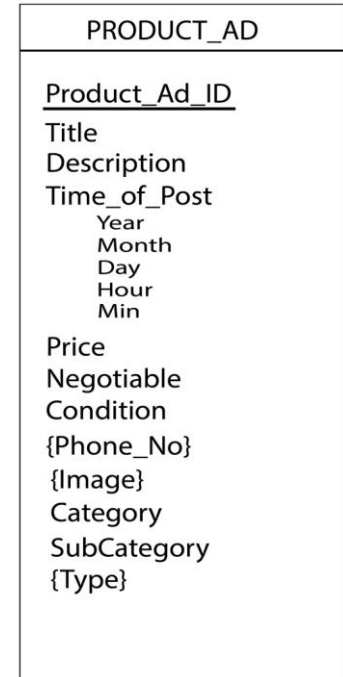 PRODUCT_AD
Product_Ad_ID
Title
Description
Time_of_Post
Year
Month
Day
Hour
Min
Price
Negotiable
Condition
{Phone_No}
{Image}
Category
SubCategory
{Type}